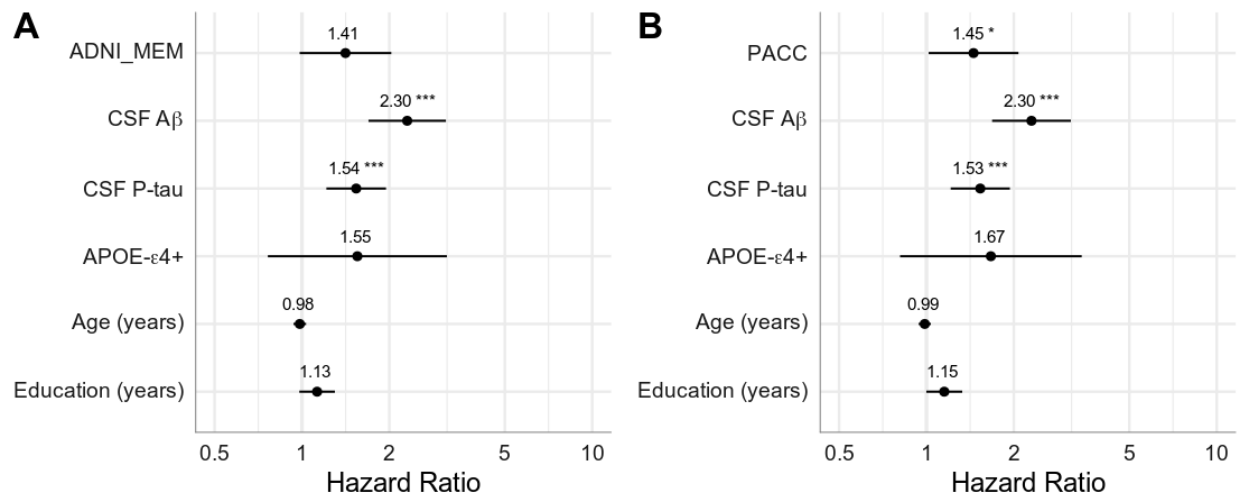 A
ADNI_MEM
1.41
CSF Aβ
2.30 ***
CSF P-tau
1.54 ***
APOE-ε4+
1.55
Age (years)
0.98
Education (years)
1.13
0.5 1 2 5 10
Hazard Ratio
B
PACC
1.45 *
CSF Aβ
2.30 ***
CSF P-tau
1.53 ***
APOE-ε4+
1.67
Age (years)
0.99
Education (years)
1.15
0.5 1 2 5 10
Hazard Ratio